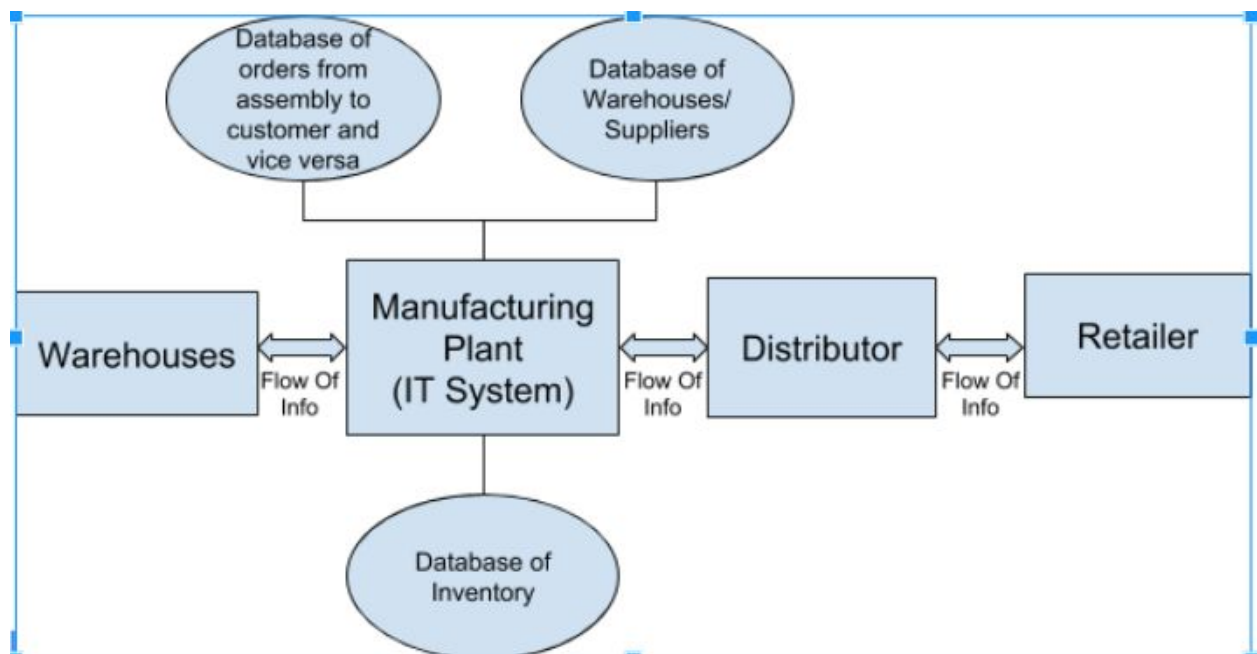 Database of
orders from
assembly to
customer and
vice versa
Database of
Warehouses/
Suppliers
Warehouses
Flow Of
Info
Manufacturing
Plant
(IT System)
Flow Of
Info
Distributor
Flow Of
Info
Retailer
Database of
Inventory